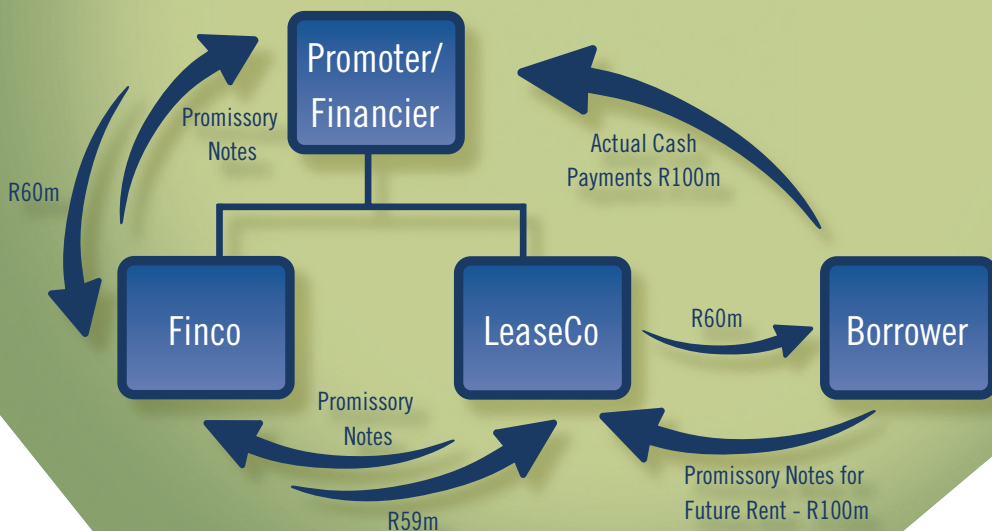 Promoter/
Financier
Promissory
Notes
R60m
Actual Cash
Payments R100m
Finco
LeaseCo
R60m
Borrower
Promissory
Notes
R59m
Promissory Notes for
Future Rent - R100m